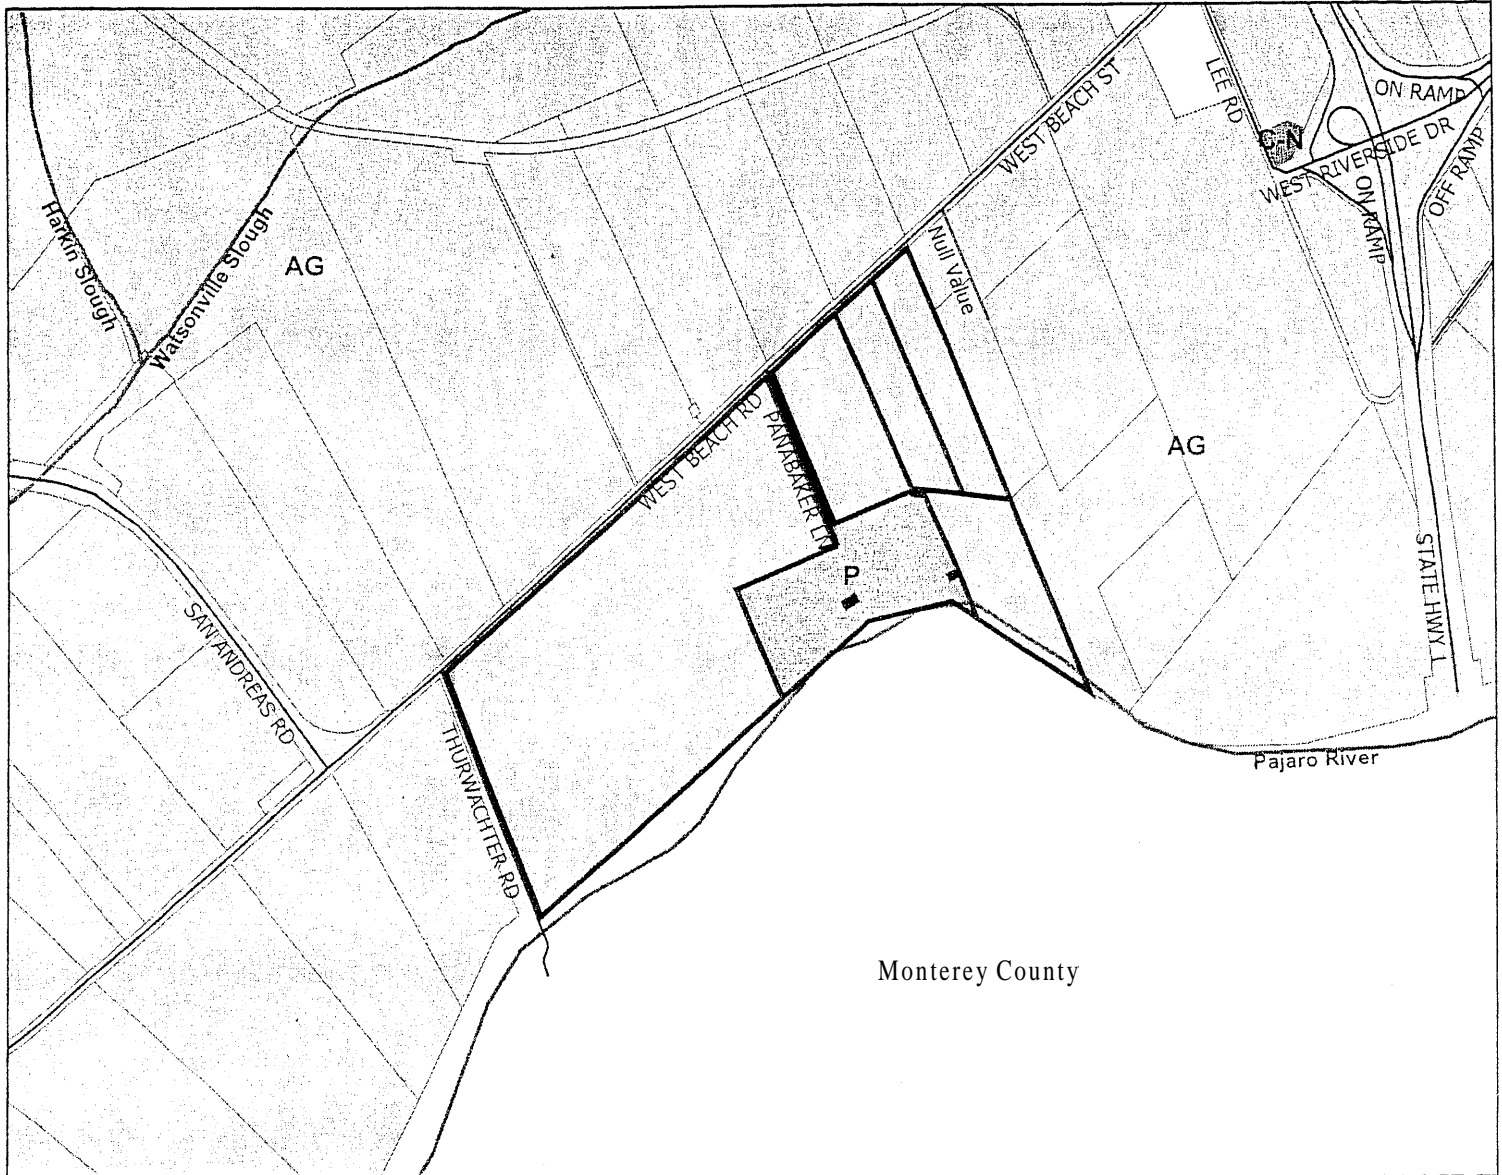 LEE RD
ON RAMP
C-N
WEST RIVERSIDE DR
ON RAMP
OFF RAMP
WEST BEACH ST
Harkin Slough
Watsonville Slough
AG
Null Value
WEST BEACH RD
PANABAKER LN
AG
P
STATE HWY 1
SAN ANDREAS RD
THURWACHTER RD
Pajaro River
Monterey County